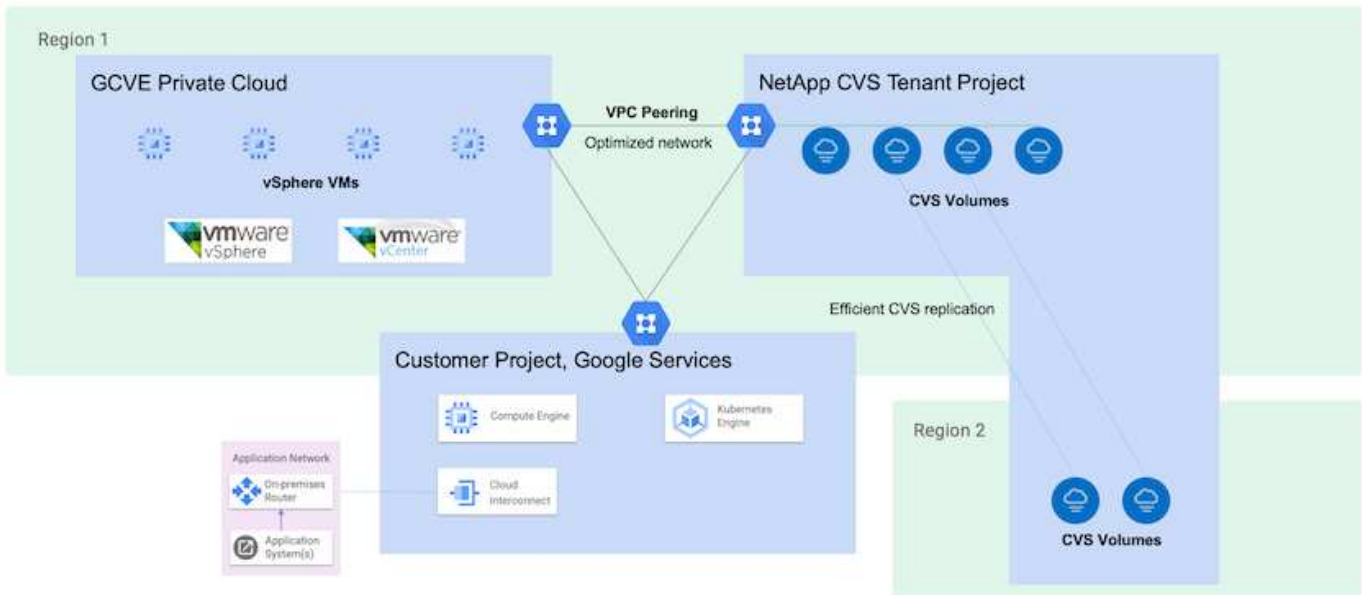 Region 1
GCVE Private Cloud
vSphere VMs
vmware
vSphere
vmware
vCenter
VPC Peering
Optimized network
NetApp CVS Tenant Project
CVS Volumes
Efficient CVS replication
Customer Project, Google Services
Compute Engine
Kubernetes
Engine
Cloud
Interconnect
Application Network
On-premises
Router
Application
System(s)
Region 2
CVS Volumes